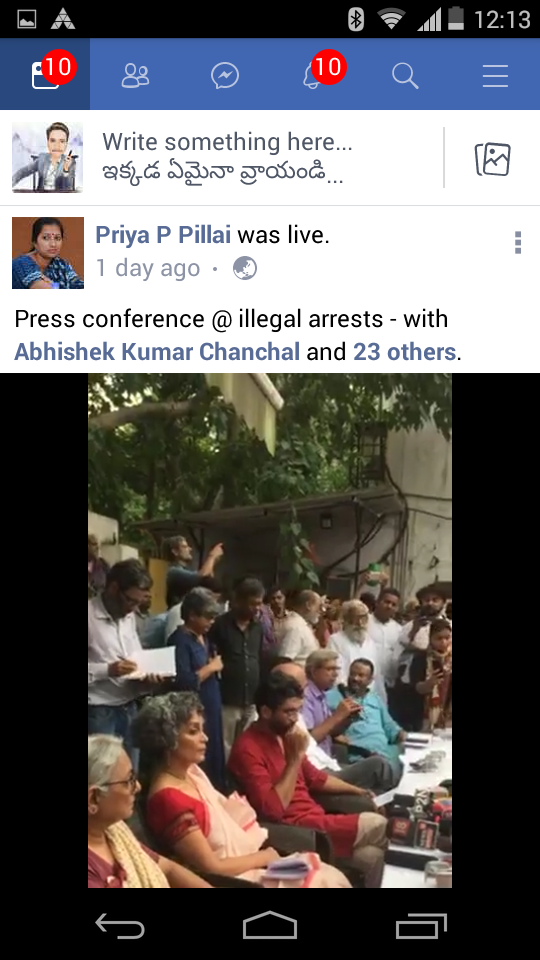 12:13
10
10
Write something here...
ఇక్కడ ఏమైనా వ్రాయండి...
Priya P Pillai was live.
1 day ago ·
Press conference @ illegal arrests - with
Abhishek Kumar Chanchal and 23 others.